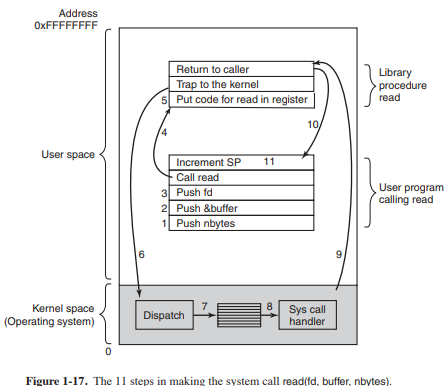 Address
0xFFFFFFFF
Return to caller
Trap to the kernel
5 Put code for read in register
Library
procedure
read
4
10
User space
Increment SP 11
Call read
3 Push fd
2 Push &buffer
1 Push nbytes
User program
calling read
6
9
Kernel space
(Operating system)
Dispatch
7
8
Sys call
handler
0
Figure 1-17. The 11 steps in making the system call read(fd, buffer, nbytes).